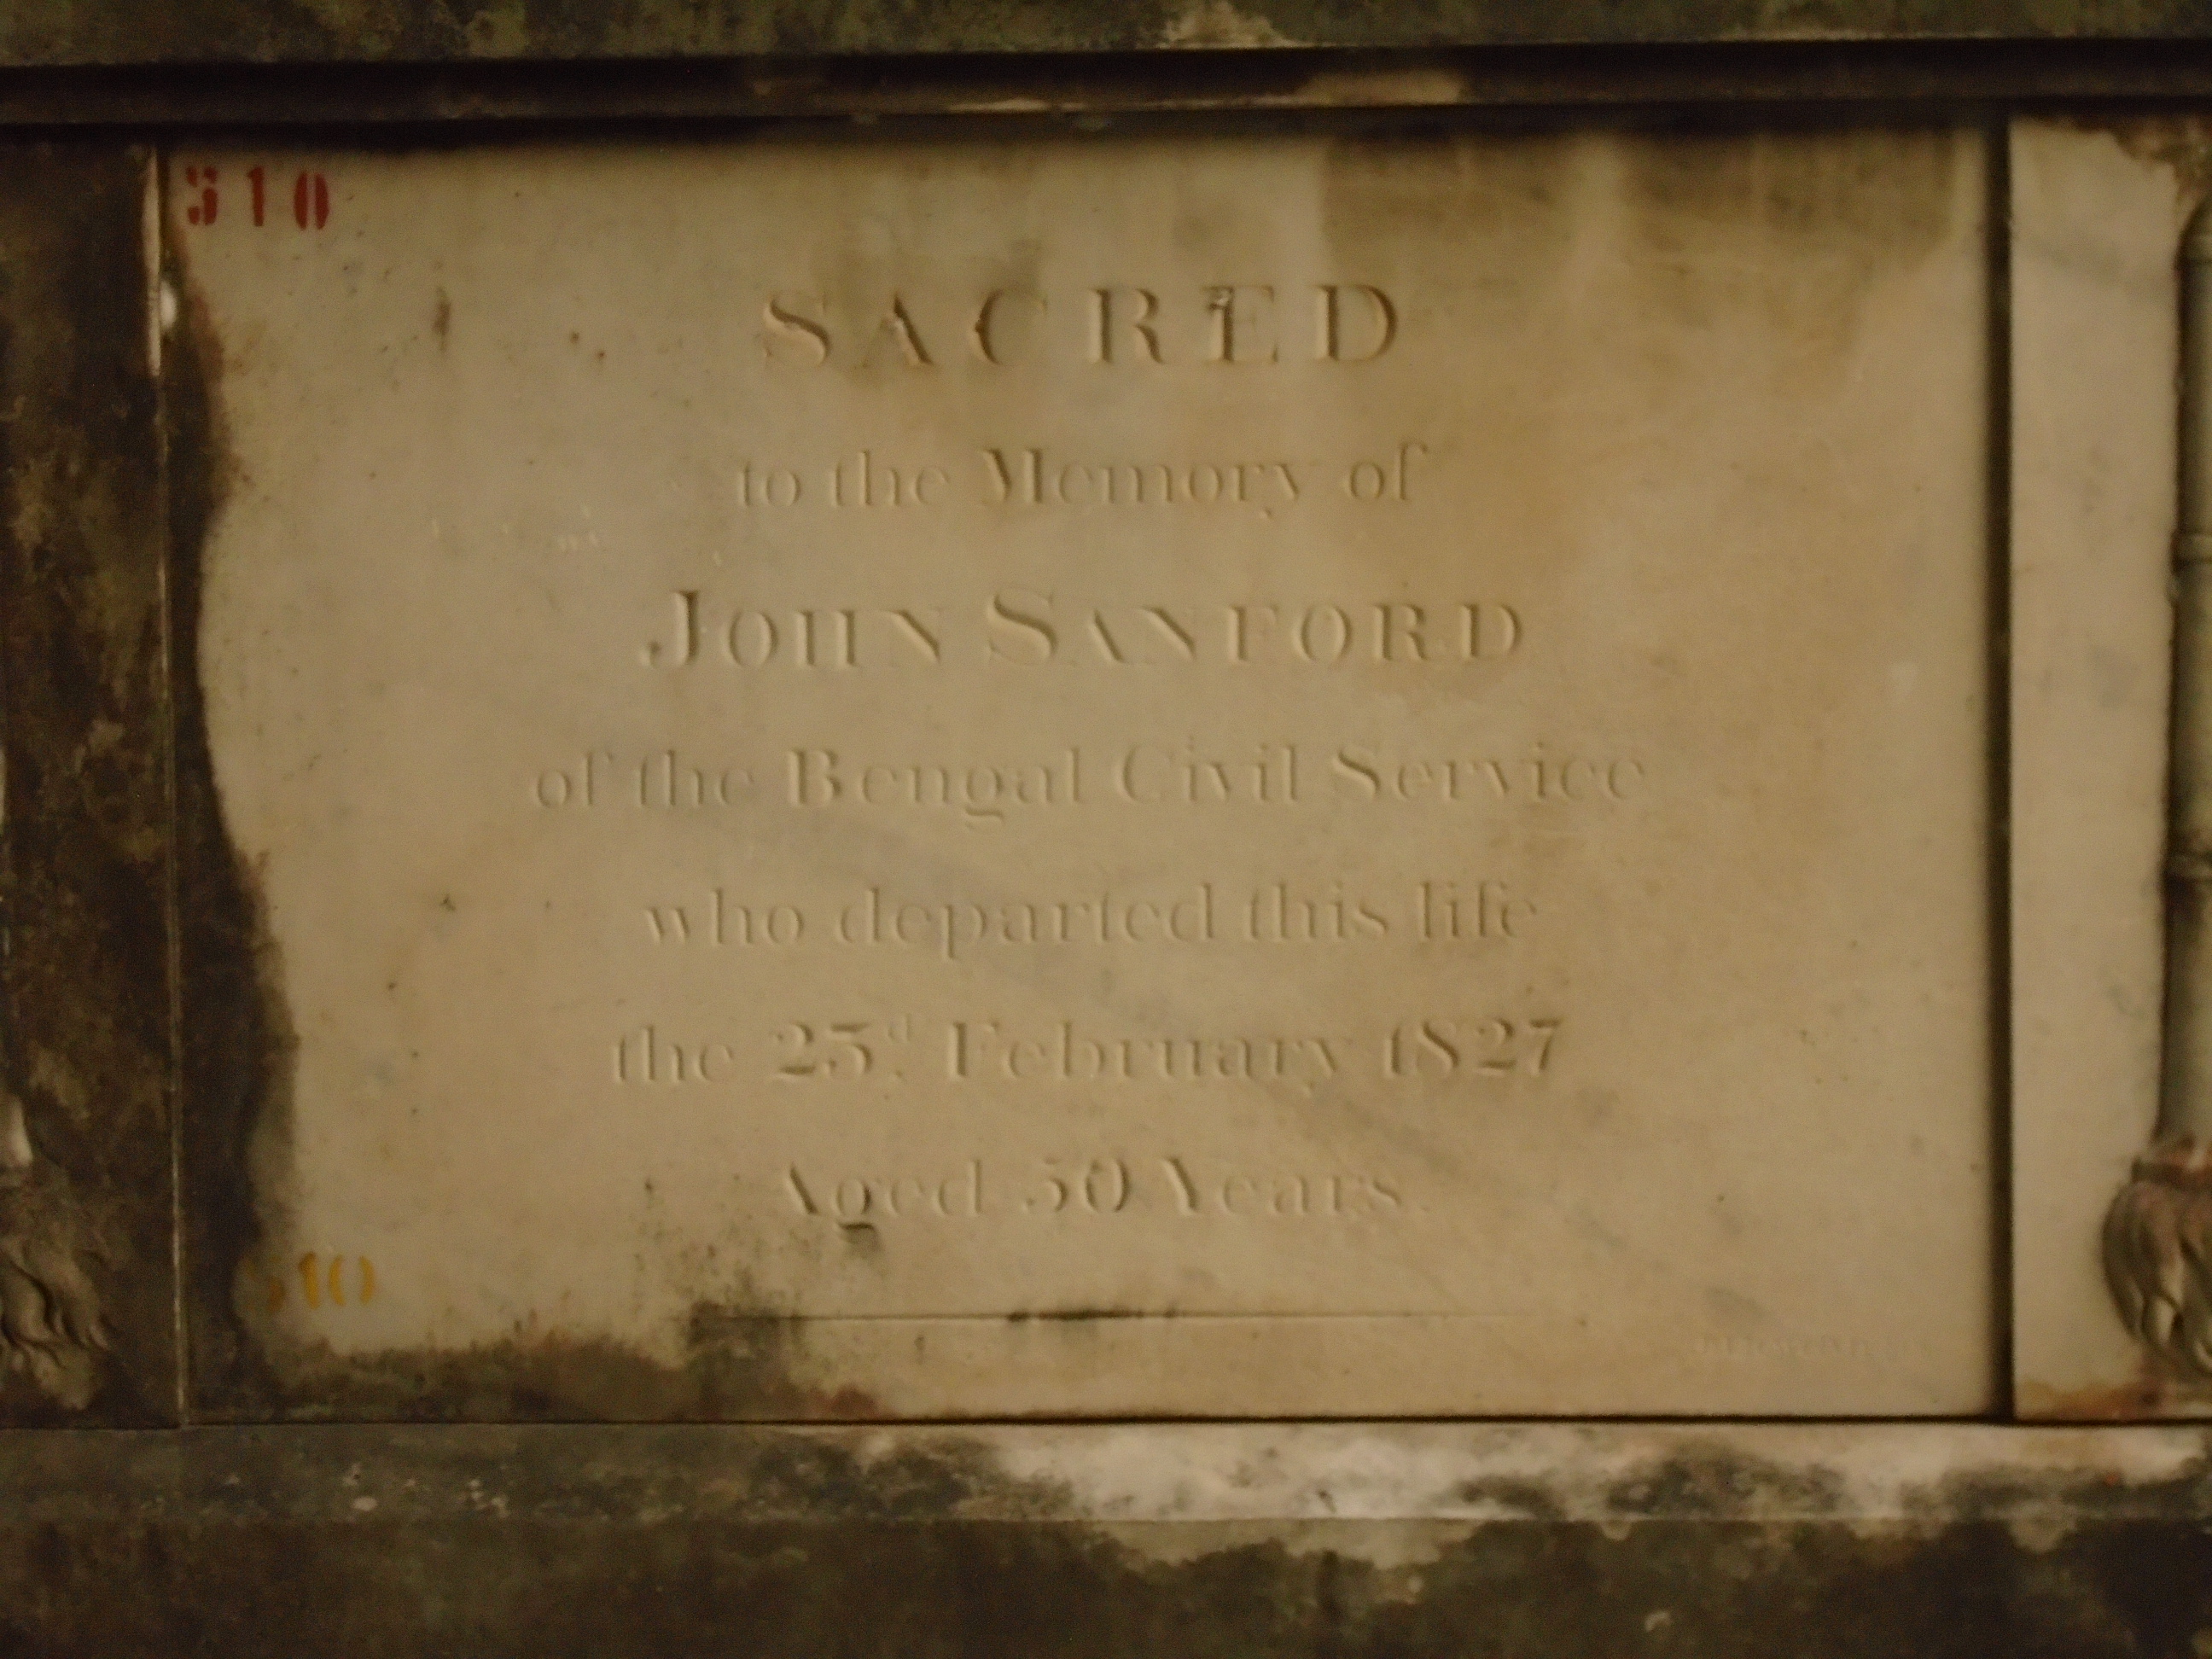 510
SACRED
to the Memory of
JOHN SANFORD
of the Bengal Civil Service
who departed this life
the 23d. February 1827
Aged 50 Years.
510